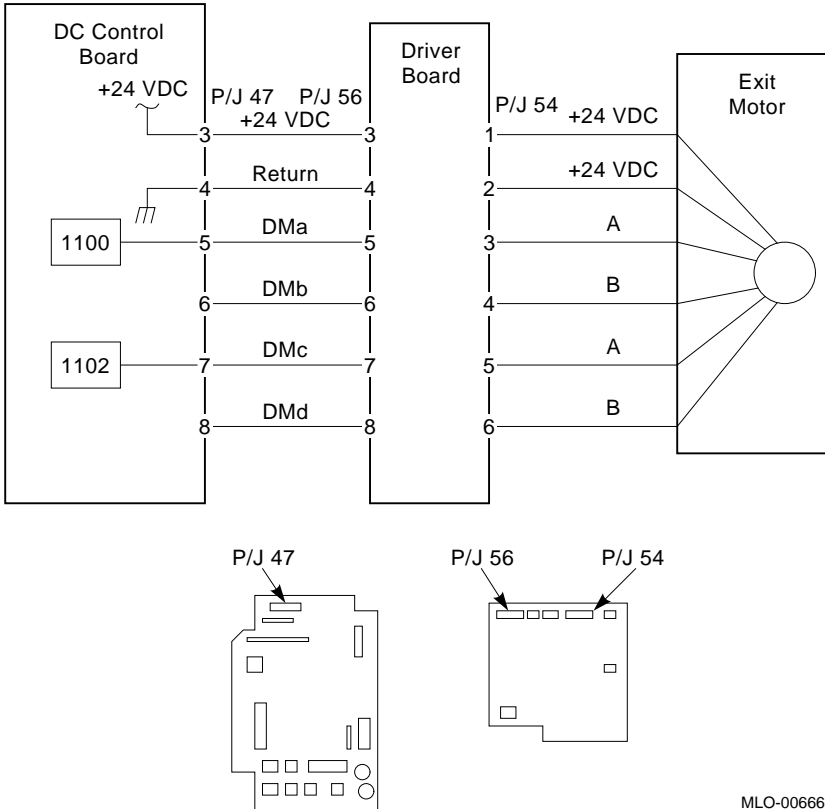 DC Control
Board
Driver
Board
Exit
Motor
+24 VDC
P/J 47
P/J 56
P/J 54
3 +24 VDC 3
1 +24 VDC
4 Return 4
2 +24 VDC
1100
5 DMa 5
3 A
6 DMb 6
4 B
1102
7 DMc 7
5 A
8 DMd 8
6 B
P/J 47
P/J 56
P/J 54
MLO-00666